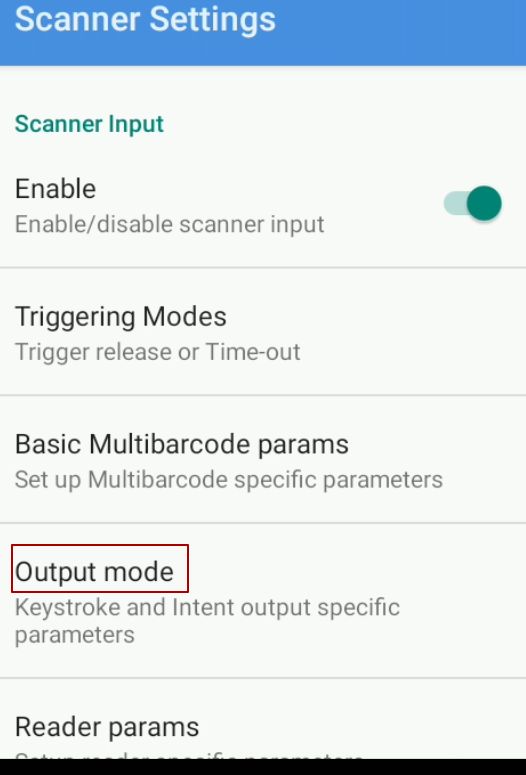 Scanner Settings
Scanner Input
Enable
Enable/disable scanner input
Triggering Modes
Trigger release or Time-out
Basic Multibarcode params
Set up Multibarcode specific parameters
Output mode
Keystroke and Intent output specific
parameters
Reader params